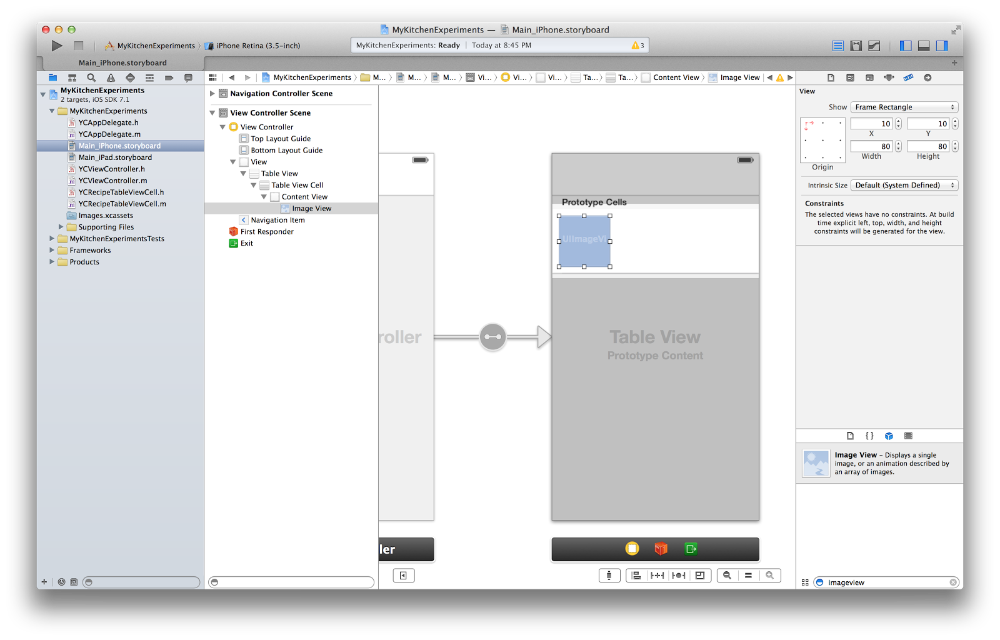 MyKitchenExperiments — Main_iPhone.storyboard
MyKitchenExperiments 〉 iPhone Retina (3.5-inch)
MyKitchenExperiments: Ready | Today at 8:45 PM
3
Main_iPhone.storyboard
MyKitchenExperiments
2 targets, iOS SDK 7.1
MyKitchenExperiments
YCAppDelegate.h
YCAppDelegate.m
Main_iPhone.storyboard
Main_iPad.storyboard
YCViewController.h
YCViewController.m
YCRecipeTableViewCell.h
YCRecipeTableViewCell.m
Images.xcassets
Supporting Files
MyKitchenExperimentsTests
Frameworks
Products
MyKitchenExperiments 〉 M... 〉 M... 〉 M... 〉 Vi... 〉 Vi... 〉 Vi... 〉 Ta... 〉 Ta... 〉 Content View 〉 Image View
Navigation Controller Scene
View Controller Scene
View Controller
Top Layout Guide
Bottom Layout Guide
View
Table View
Table View Cell
Content View
Image View
Navigation Item
First Responder
Exit
roller
ler
Prototype Cells
UIImageVi
Table View
Prototype Content
View
Show Frame Rectangle
10 10
X Y
80 80
Width Height
Origin
Intrinsic Size Default (System Defined)
Constraints
The selected views have no constraints. At build
time explicit left, top, width, and height
constraints will be generated for the view.
{ }
Image View – Displays a single
image, or an animation described by
an array of images.
imageview